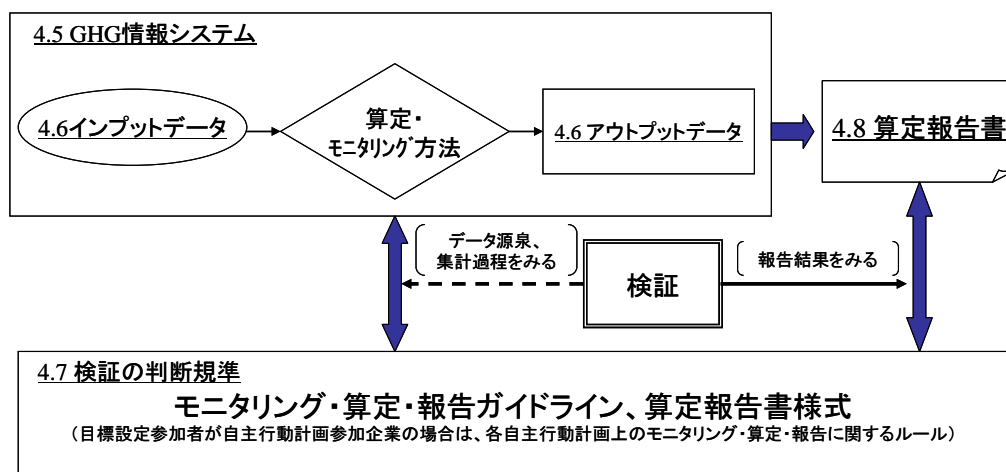 4.5 GHG情報システム
4.6インプットデータ
算定・
モニタリング方法
4.6 アウトプットデータ
4.8 算定報告書
データ源泉、
集計過程をみる
検証
報告結果をみる
4.7 検証の判断規準
モニタリング・算定・報告ガイドライン、算定報告書様式
(目標設定参加者が自主行動計画参加企業の場合は、各自主行動計画上のモニタリング・算定・報告に関するルール)